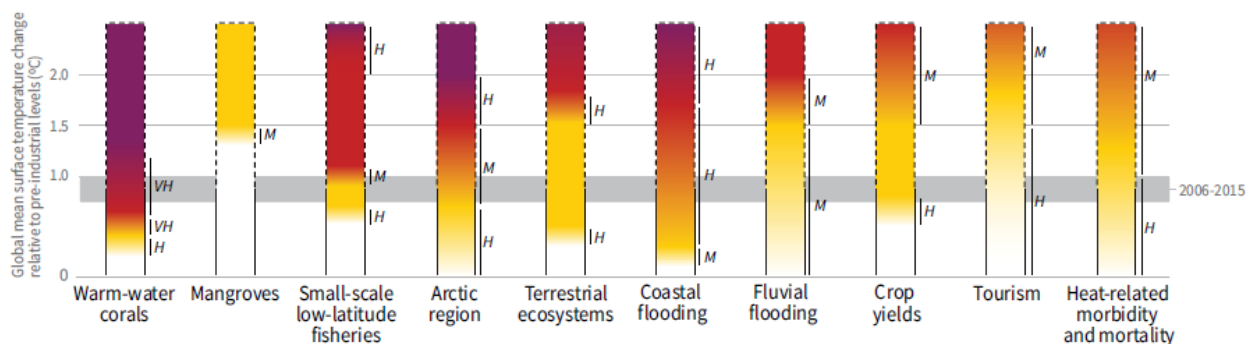 Global mean surface temperature change
relative to pre-industrial levels (°C)
2.0
1.5
1.0
0
H
M
H
H
H
M
M
M
M
VH
M
H
M
H
2006-2015
VH
H
H
H
H
M
M
H
H
H
Warm-water
corals
Mangroves
Small-scale
low-latitude
fisheries
Arctic
region
Terrestrial
ecosystems
Coastal
flooding
Fluvial
flooding
Crop
yields
Tourism
Heat-related
morbidity
and mortality